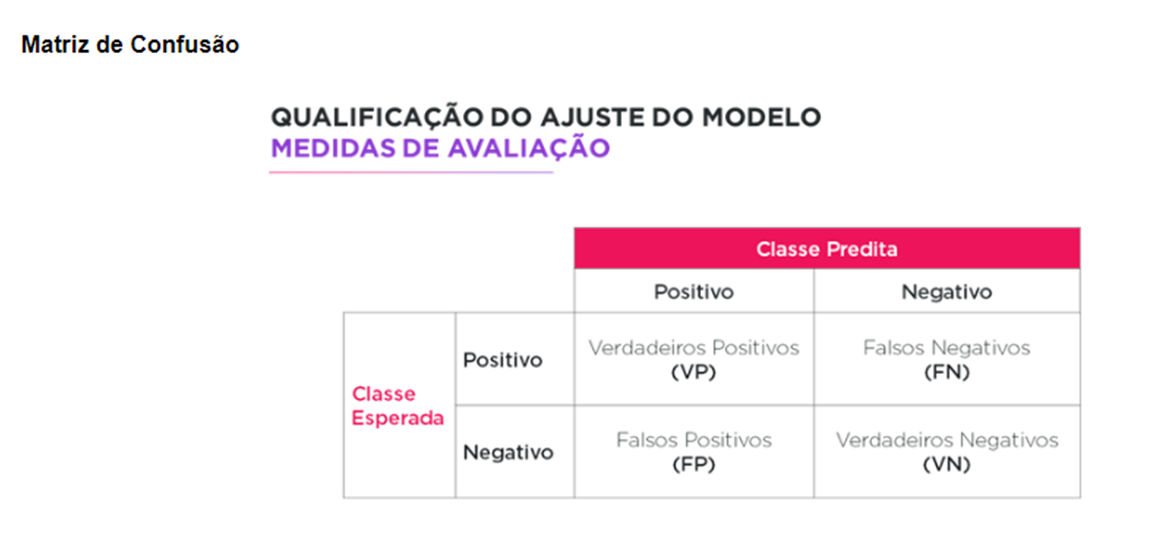 Matriz de Confusão
QUALIFICAÇÃO DO AJUSTE DO MODELO
MEDIDAS DE AVALIAÇÃO
Classe Predita
Positivo
Negativo
Classe
Esperada
Positivo
Verdadeiros Positivos
(VP)
Falsos Negativos
(FN)
Negativo
Falsos Positivos
(FP)
Verdadeiros Negativos
(VN)